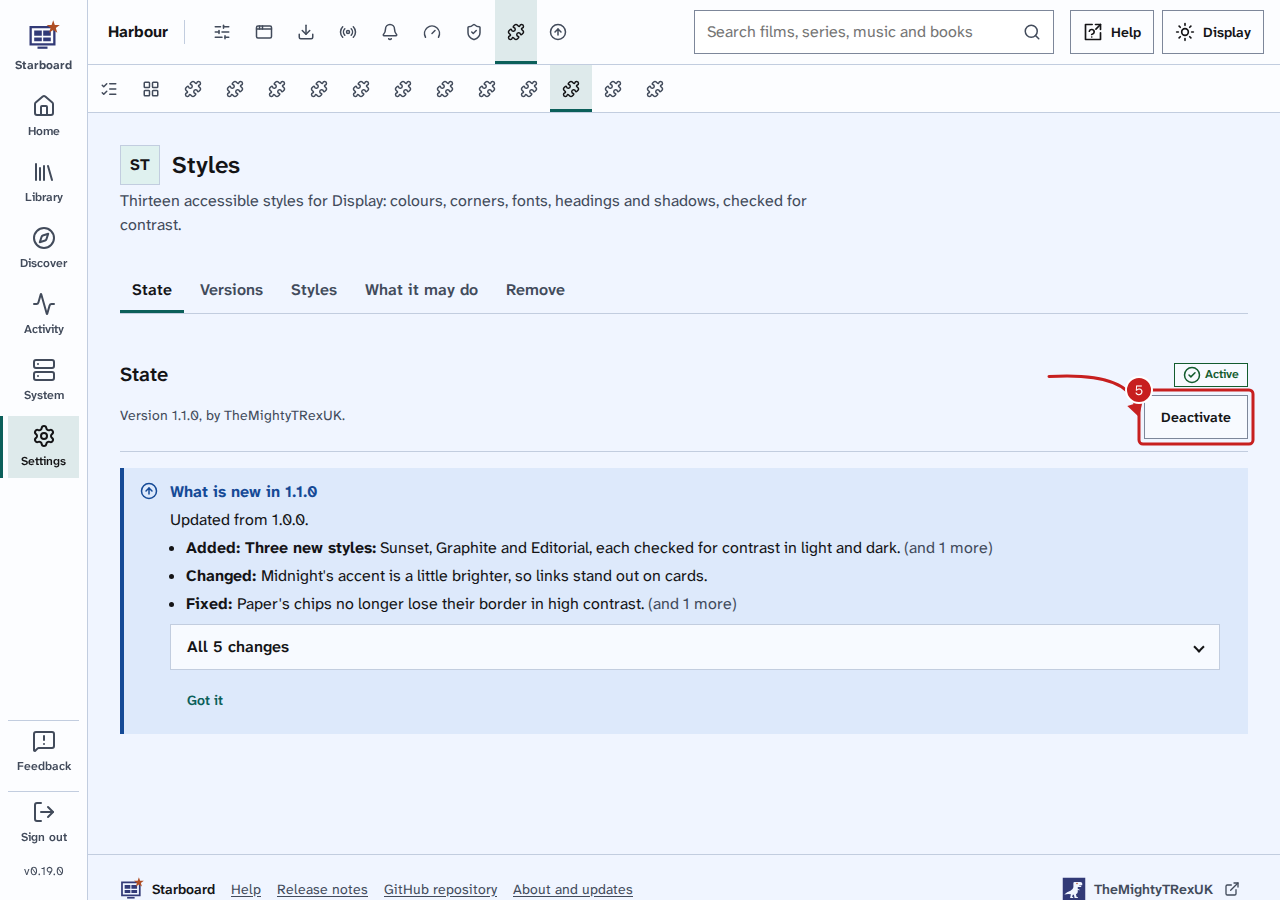 Starboard
Home
Library
Discover
Activity
System
Settings
Feedback
Sign out
v0.19.0
Harbour
Search films, series, music and books
Help
Display
ST
Styles
Thirteen accessible styles for Display: colours, corners, fonts, headings and shadows, checked for
contrast.
State
Versions
Styles
What it may do
Remove
State
Active
Version 1.1.0, by TheMightyTRexUK.
5
Deactivate
What is new in 1.1.0
Updated from 1.0.0.
Added: Three new styles: Sunset, Graphite and Editorial, each checked for contrast in light and dark. (and 1 more)
Changed: Midnight's accent is a little brighter, so links stand out on cards.
Fixed: Paper's chips no longer lose their border in high contrast. (and 1 more)
All 5 changes
Got it
Starboard
Help
Release notes
GitHub repository
About and updates
TheMightyTRexUK